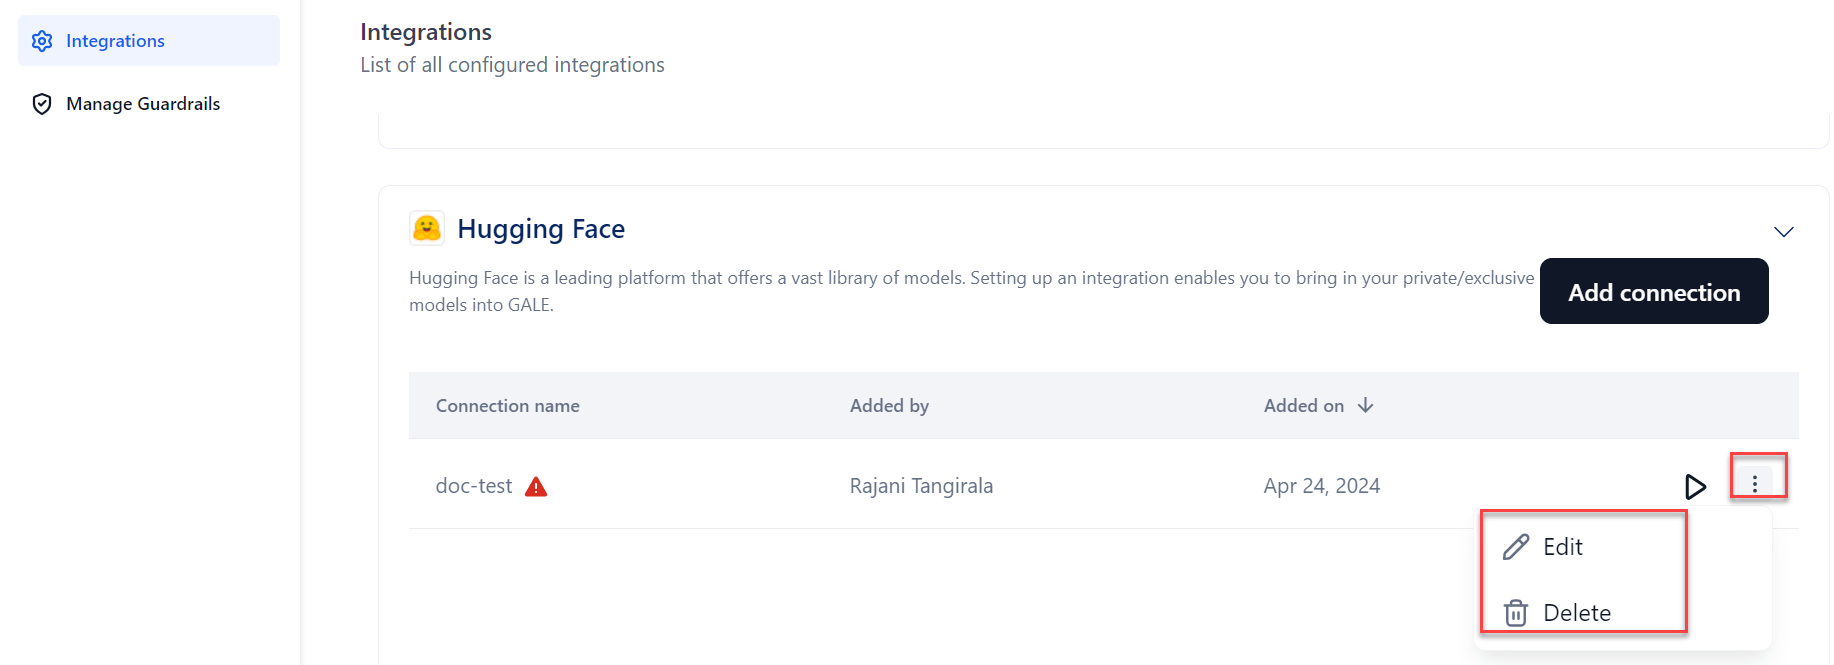 Integrations
Manage Guardrails
Integrations
List of all configured integrations
Hugging Face
Hugging Face is a leading platform that offers a vast library of models. Setting up an integration enables you to bring in your private/exclusive
models into GALE.
Add connection
Connection name Added by Added on
doc-test Rajani Tangirala Apr 24, 2024
Edit
Delete